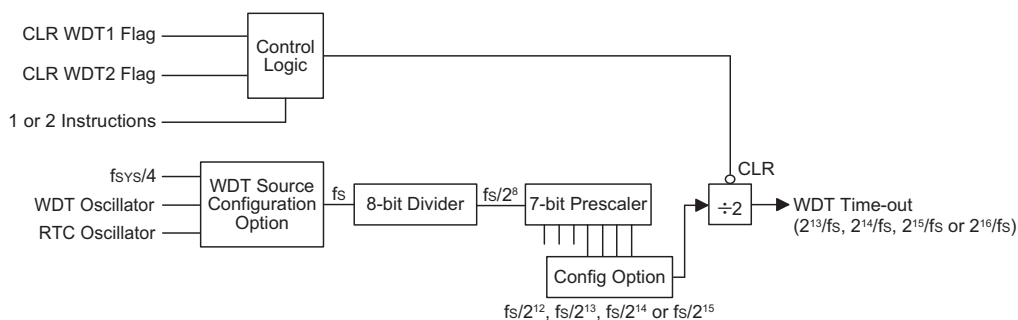 CLR WDT1 Flag
CLR WDT2 Flag
1 or 2 Instructions
Control
Logic
fSYS/4
WDT Oscillator
RTC Oscillator
WDT Source
Configuration
Option
fS
8-bit Divider
fS/2⁸
7-bit Prescaler
Config Option
fS/2¹², fS/2¹³, fS/2¹⁴ or fS/2¹⁵
CLR
÷2
WDT Time-out
(2¹³/fS, 2¹⁴/fS, 2¹⁵/fS or 2¹⁶/fS)